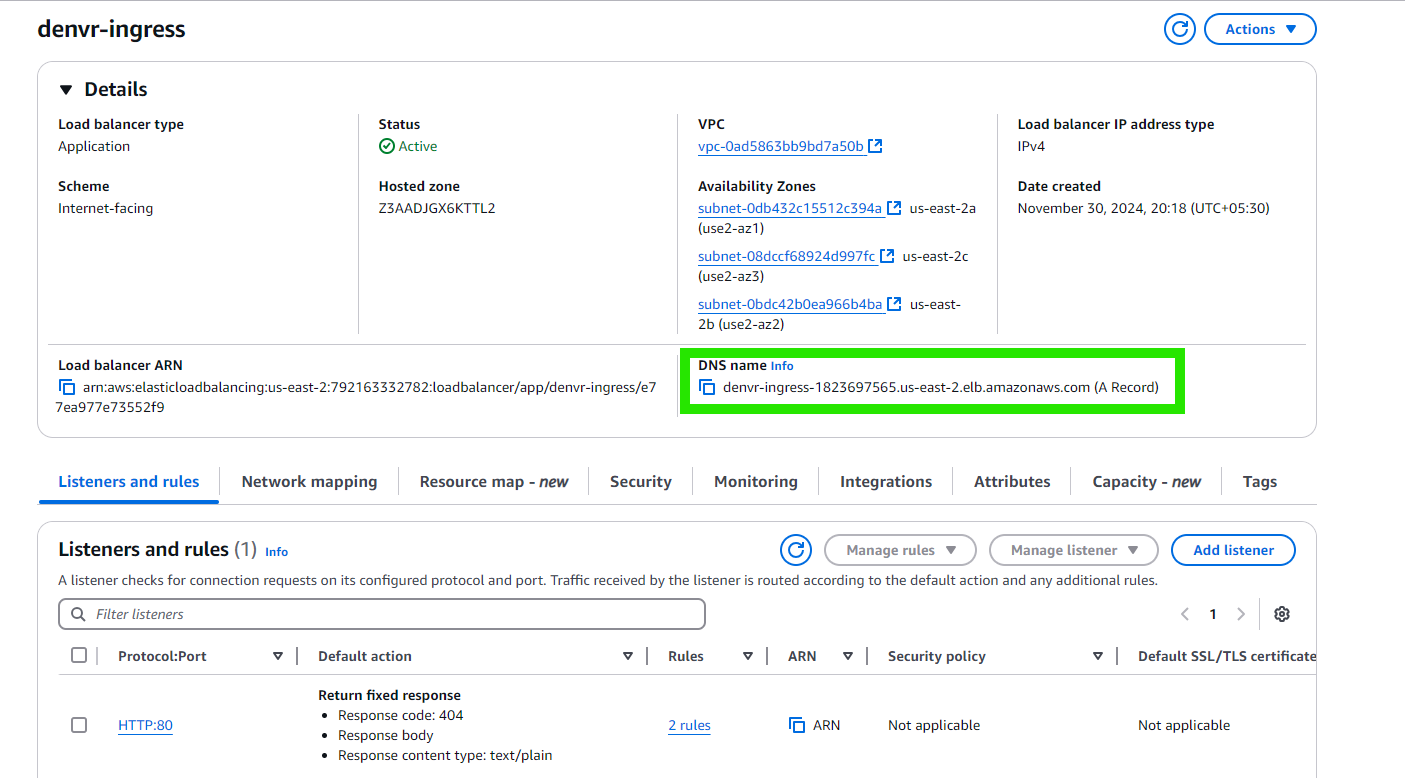 denvr-ingress
Actions
Details
Load balancer type
Application
Status
Active
VPC
vpc-0ad5863bb9bd7a50b
Load balancer IP address type
IPv4
Scheme
Internet-facing
Hosted zone
Z3AADJGX6KTTL2
Availability Zones
subnet-0db432c15512c394a us-east-2a
(use2-az1)
subnet-08dccf68924d997fc us-east-2c
(use2-az3)
subnet-0bdc42b0ea966b4ba us-east-
2b (use2-az2)
Date created
November 30, 2024, 20:18 (UTC+05:30)
Load balancer ARN
arn:aws:elasticloadbalancing:us-east-2:792163332782:loadbalancer/app/denvr-ingress/e7
7ea977e73552f9
DNS name Info
denvr-ingress-1823697565.us-east-2.elb.amazonaws.com (A Record)
Listeners and rules
Network mapping
Resource map - new
Security
Monitoring
Integrations
Attributes
Capacity - new
Tags
Listeners and rules (1) Info
Manage rules
Manage listener
Add listener
A listener checks for connection requests on its configured protocol and port. Traffic received by the listener is routed according to the default action and any additional rules.
Filter listeners
1
Protocol:Port
Default action
Rules
ARN
Security policy
Default SSL/TLS certificate
HTTP:80
Return fixed response
• Response code: 404
• Response body
• Response content type: text/plain
2 rules
ARN
Not applicable
Not applicable